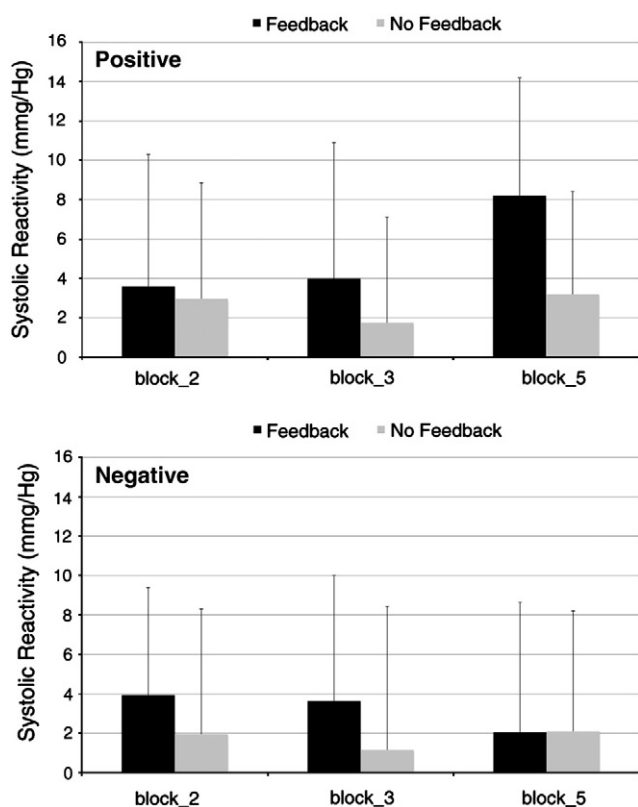 ■ Feedback ■ No Feedback
Positive
Systolic Reactivity (mmg/Hg)
16
14
12
10
8
6
4
2
0
block_2 block_3 block_5
■ Feedback ■ No Feedback
Negative
Systolic Reactivity (mmg/Hg)
16
14
12
10
8
6
4
2
0
block_2 block_3 block_5